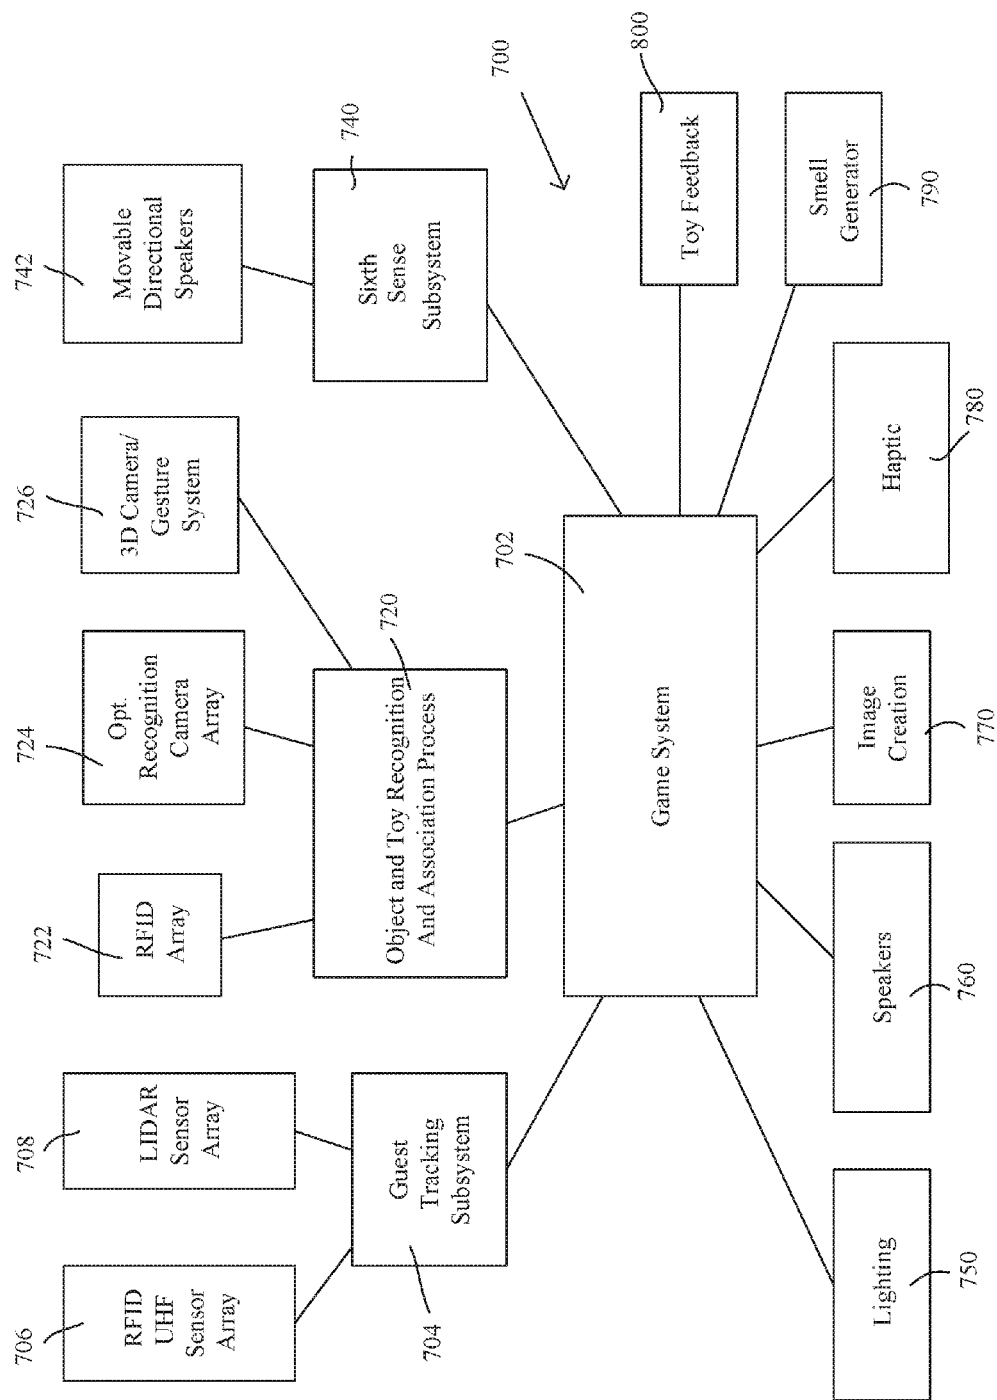 706
RFID
UHF
Sensor
Array
708
LIDAR
Sensor
Array
722
RFID
Array
724
Opt.
Recognition
Camera
Array
726
3D Camera/
Gesture
System
742
Movable
Directional
Speakers
704
Guest
Tracking
Subsystem
720
Object and Toy Recognition
And Association Process
740
Sixth
Sense
Subsystem
700
702
Game System
800
Toy Feedback
Lighting
750
Speakers
760
Image
Creation
770
Haptic
780
Smell
Generator
790